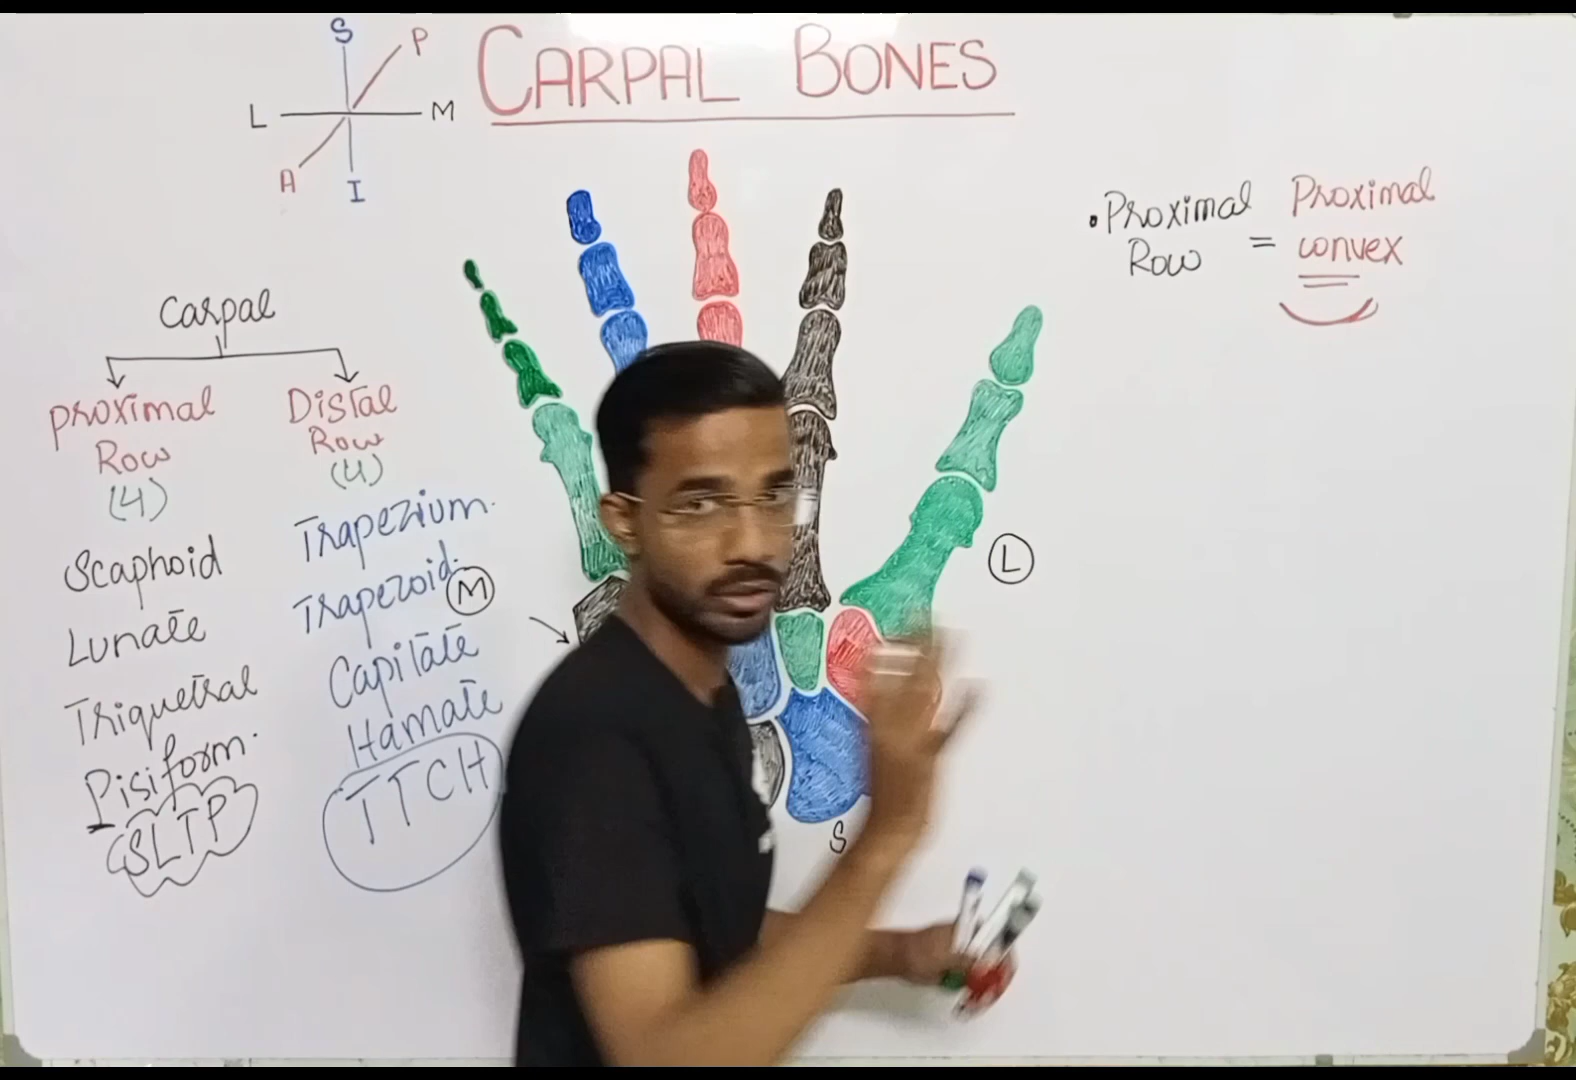 CARPAL BONES
S
P
L
M
A
I
Carpal
Proximal
Row
(4)
Scaphoid
Lunate
Triquetral
Pisiform.
SLTP
Distal
Row
(4)
Trapezium.
Trapezoid.
Capitate
Hamate
TTCH
M
L
S
• Proximal
Row
= Proximal
convex